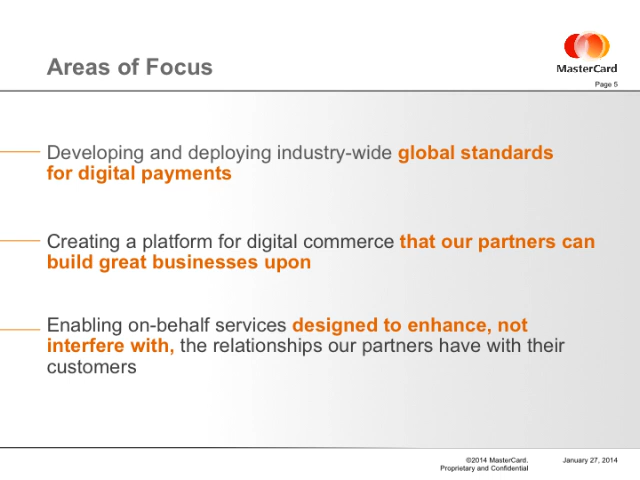 Areas of Focus
MasterCard
Page 5
Developing and deploying industry-wide global standards
for digital payments
Creating a platform for digital commerce that our partners can
build great businesses upon
Enabling on-behalf services designed to enhance, not
interfere with, the relationships our partners have with their
customers
©2014 MasterCard.
Proprietary and Confidential
January 27, 2014